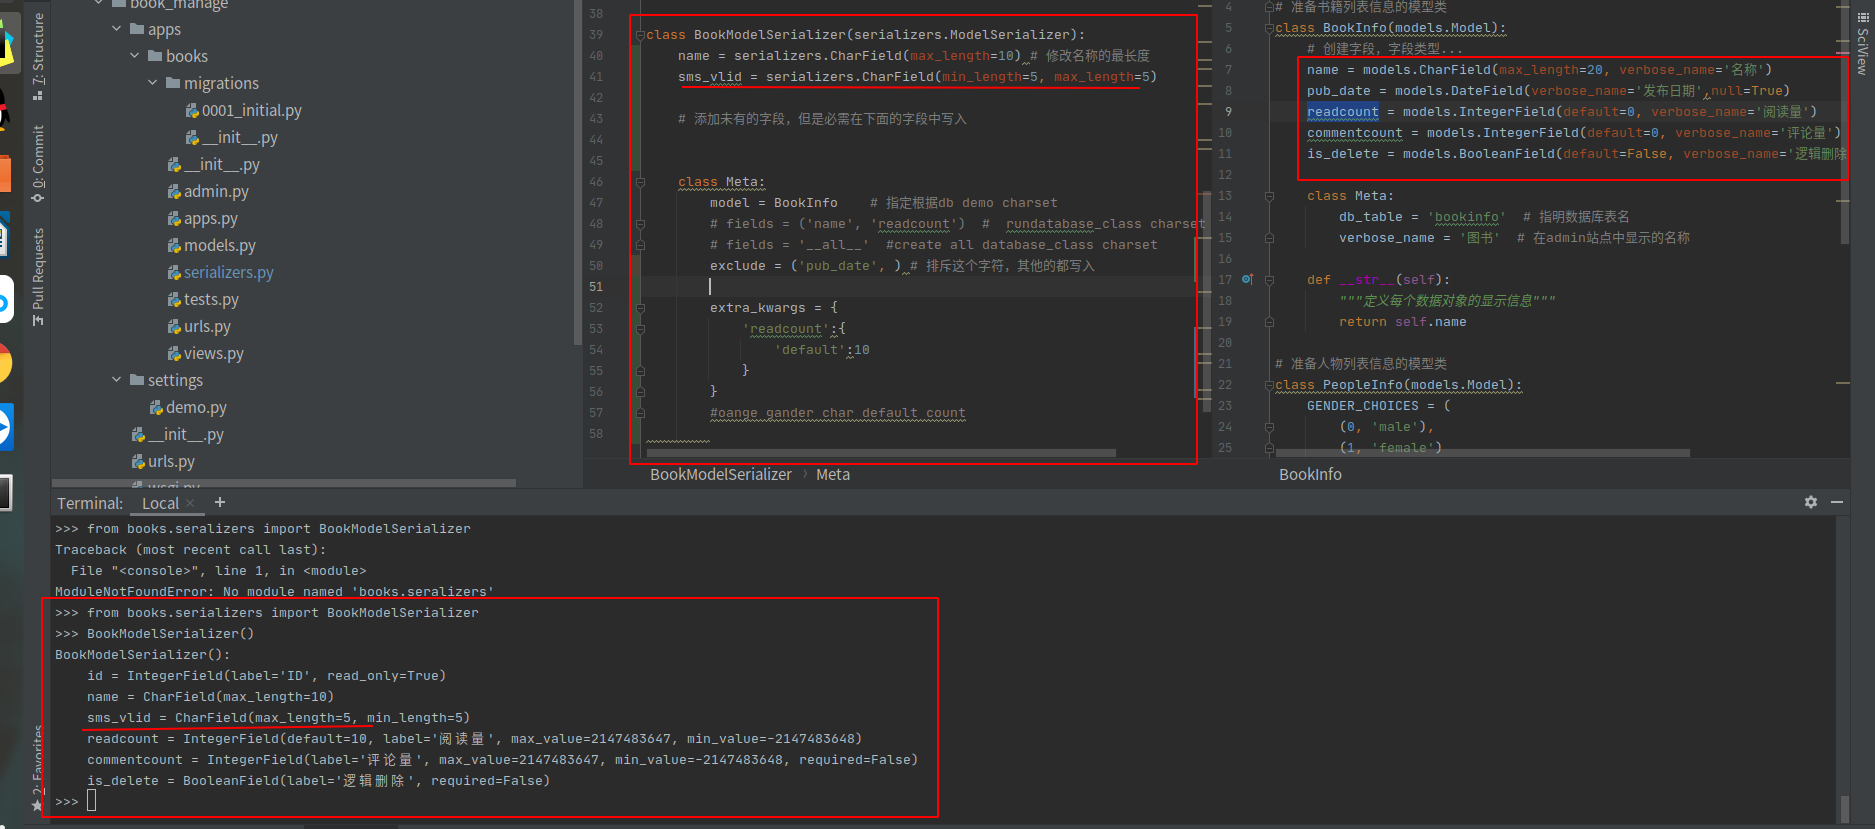 book_manage
apps
books
migrations
0001_initial.py
__init__.py
__init__.py
admin.py
apps.py
models.py
serializers.py
tests.py
urls.py
views.py
settings
demo.py
__init__.py
urls.py
wsgi.py
7: Structure
0: Commit
Pull Requests
2: Favorites
SciView
38
39 class BookModelSerializer(serializers.ModelSerializer):
40 name = serializers.CharField(max_length=10) # 修改名称的最长度
41 sms_vlid = serializers.CharField(min_length=5, max_length=5)
42
43 # 添加未有的字段，但是必需在下面的字段中写入
44
45
46 class Meta:
47 model = BookInfo # 指定根据db demo charset
48 # fields = ('name', 'readcount') # rundatabase_class charset
49 # fields = '__all__' #create all database_class charset
50 exclude = ('pub_date', ) # 排斥这个字符，其他的都写入
51
52 extra_kwargs = {
53 'readcount':{
54 'default':10
55 }
56 }
57 #oange gander char default count
58
BookModelSerializer › Meta
4 # 准备书籍列表信息的模型类
5 class BookInfo(models.Model):
6 # 创建字段，字段类型...
7 name = models.CharField(max_length=20, verbose_name='名称')
8 pub_date = models.DateField(verbose_name='发布日期',null=True)
9 readcount = models.IntegerField(default=0, verbose_name='阅读量')
10 commentcount = models.IntegerField(default=0, verbose_name='评论量')
11 is_delete = models.BooleanField(default=False, verbose_name='逻辑删除
12
13 class Meta:
14 db_table = 'bookinfo' # 指明数据库表名
15 verbose_name = '图书' # 在admin站点中显示的名称
16
17 def __str__(self):
18 """定义每个数据对象的显示信息"""
19 return self.name
20
21 # 准备人物列表信息的模型类
22 class PeopleInfo(models.Model):
23 GENDER_CHOICES = (
24 (0, 'male'),
25 (1, 'female')
BookInfo
Terminal: Local × +
>>> from books.seralizers import BookModelSerializer
Traceback (most recent call last):
File "<console>", line 1, in <module>
ModuleNotFoundError: No module named 'books.seralizers'
>>> from books.serializers import BookModelSerializer
>>> BookModelSerializer()
BookModelSerializer():
id = IntegerField(label='ID', read_only=True)
name = CharField(max_length=10)
sms_vlid = CharField(max_length=5, min_length=5)
readcount = IntegerField(default=10, label='阅读量', max_value=2147483647, min_value=-2147483648)
commentcount = IntegerField(label='评论量', max_value=2147483647, min_value=-2147483648, required=False)
is_delete = BooleanField(label='逻辑删除', required=False)
>>>